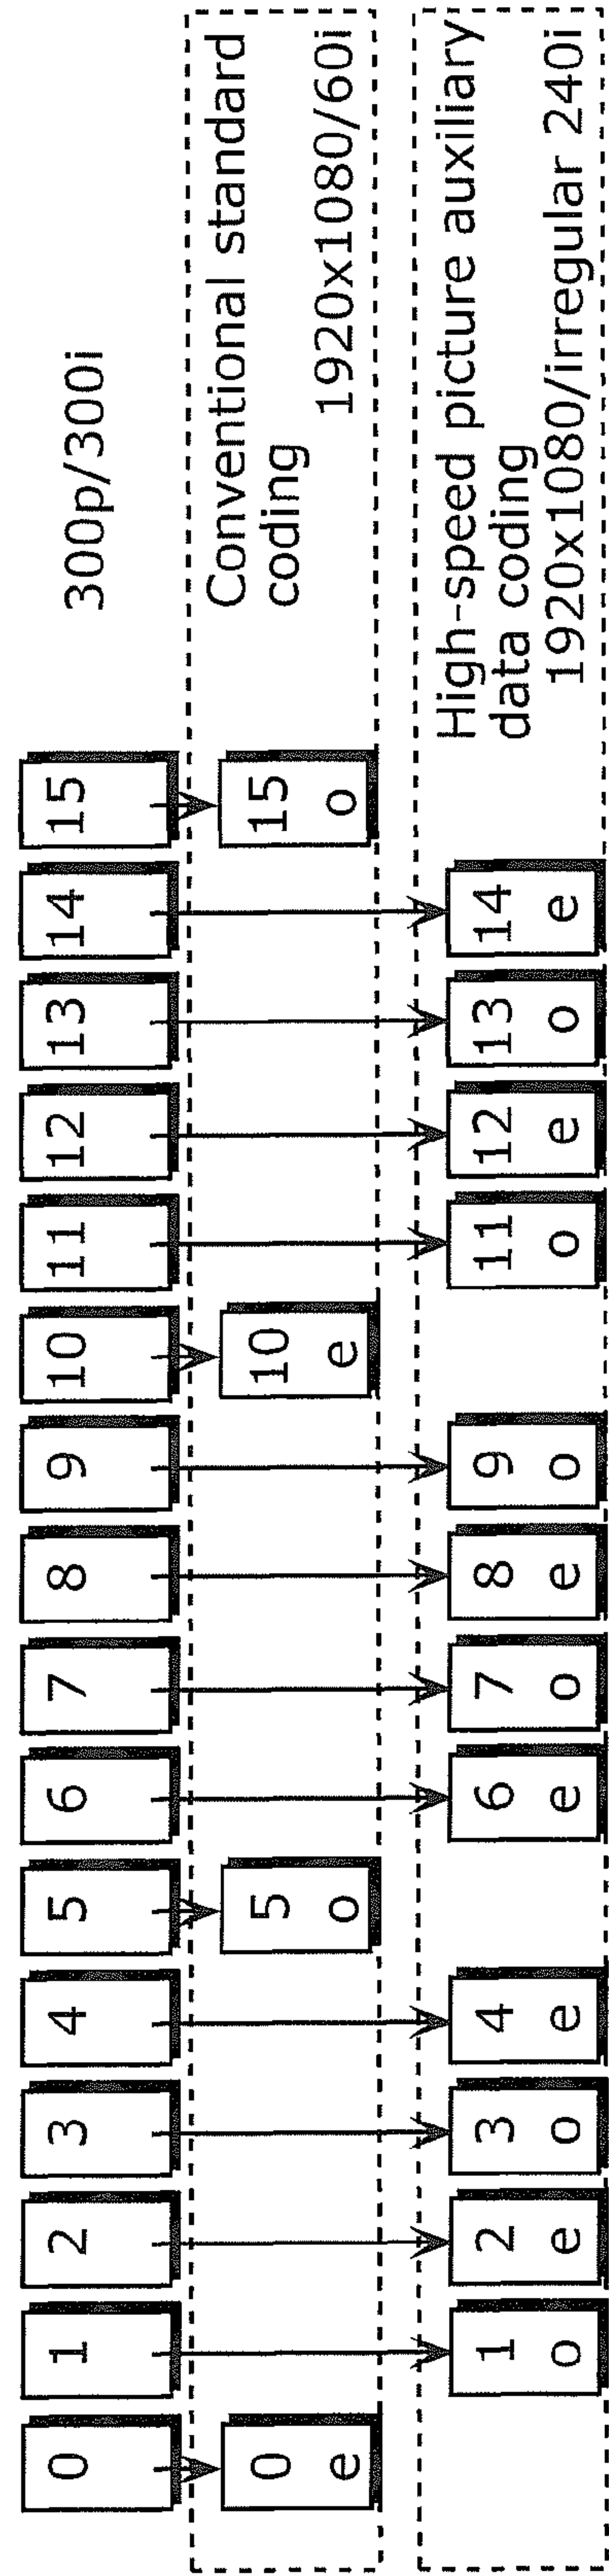 0 1 2 3 4 5 6 7 8 9 10 11 12 13 14 15
300p/300i
0 5 10 15
e o e o
Conventional standard
coding
1920x1080/60i
1 2 3 4 6 7 8 9 11 12 13 14
o e o e e o e o o e o e
High-speed picture auxiliary
data coding
1920x1080/irregular 240i